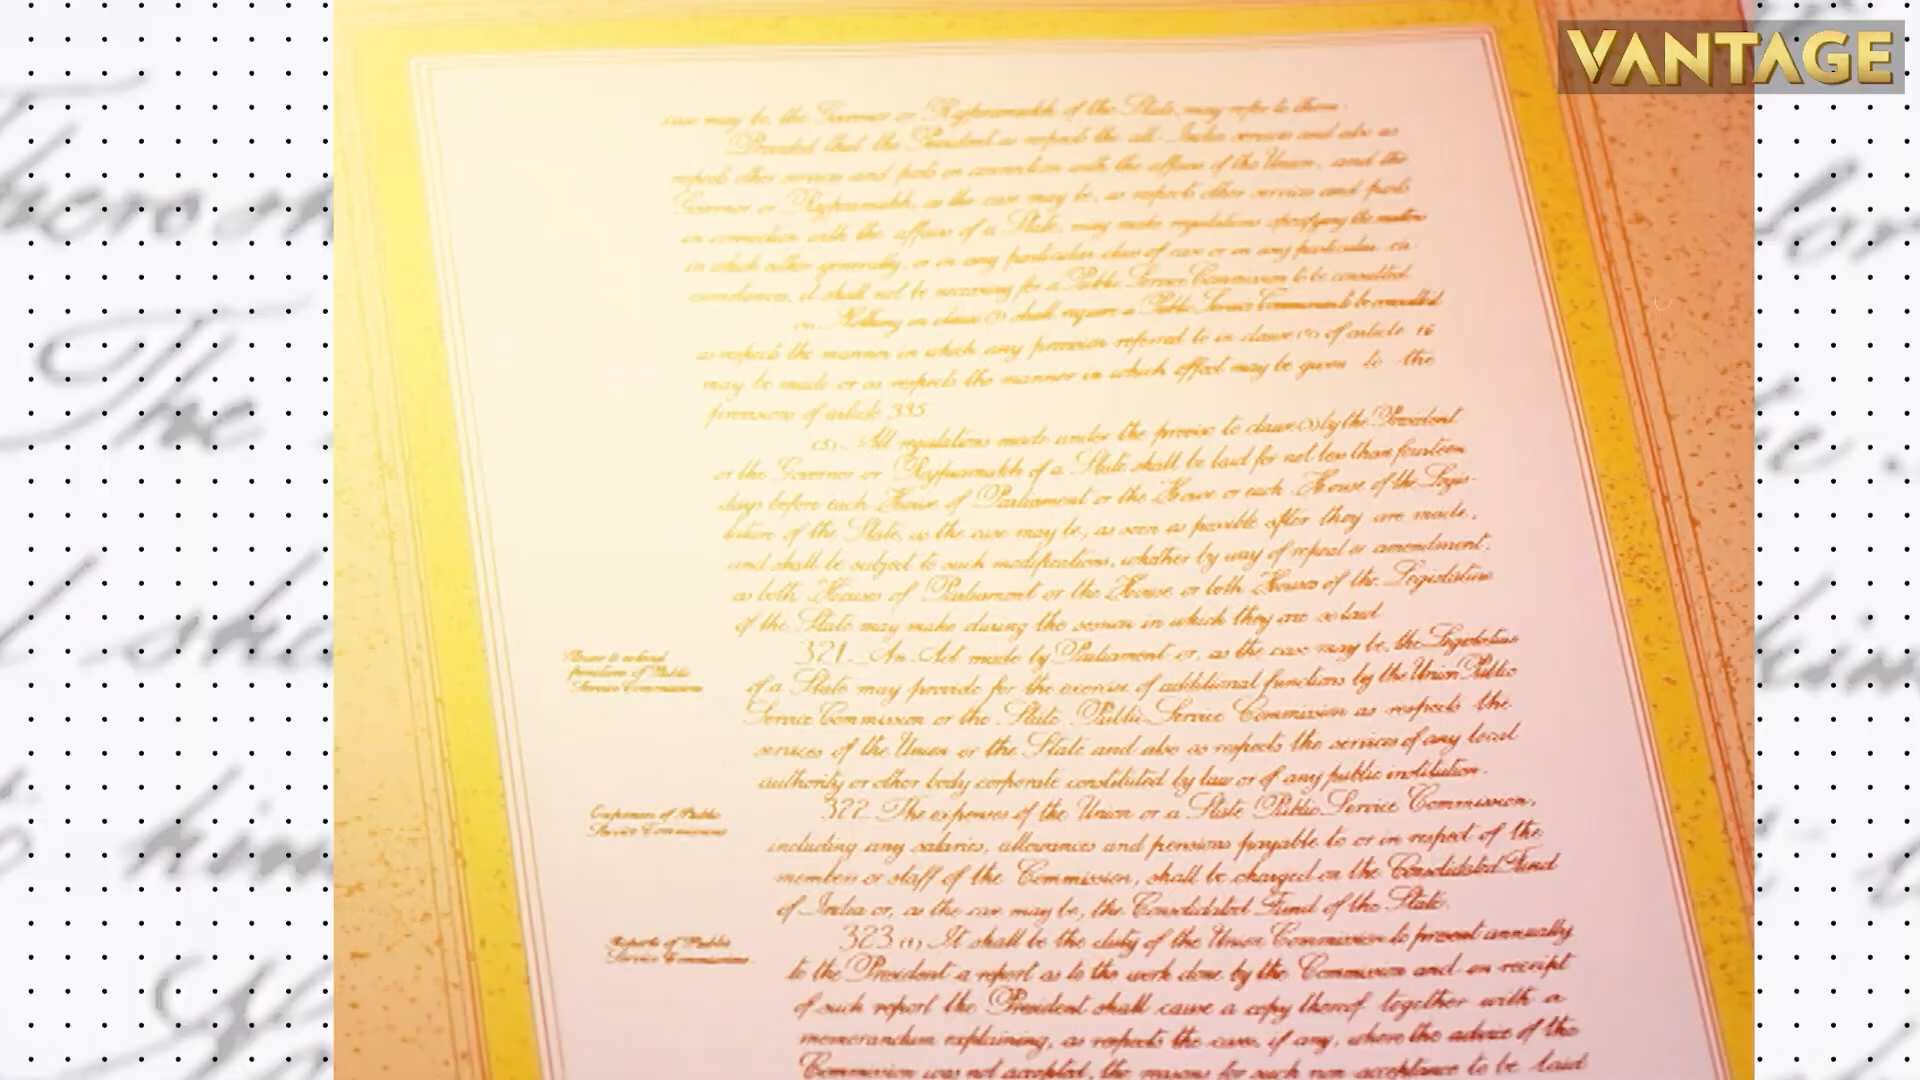 VANTAGE
case may be, the Governor or Rajpramukh of the State, may refer to them:
Provided that the President as respects the all-India services and also as
respects other services and posts in connection with the affairs of the Union, and the
Governor or Rajpramukh, as the case may be, as respects other services and posts
in connection with the affairs of a State, may make regulations specifying the matters
in which either generally, or in any particular class of case or in any particular cir-
cumstances, it shall not be necessary for a Public Service Commission to be consulted.
(4) Nothing in clause (3) shall require a Public Service Commission to be consulted
as respects the manner in which any provision referred to in clause (4) of article 16
may be made or as respects the manner in which effect may be given to the
provisions of article 335.
(5) All regulations made under the proviso to clause (3) by the President
or the Governor or Rajpramukh of a State shall be laid for not less than fourteen
days before each House of Parliament or the House or each House of the Legis-
lature of the State, as the case may be, as soon as possible after they are made,
and shall be subject to such modifications, whether by way of repeal or amendment,
as both Houses of Parliament or the House or both Houses of the Legislature
of the State may make during the session in which they are so laid
Power to extend
functions of Public
Service Commissions
321. An Act made by Parliament or, as the case may be, the Legislature
of a State may provide for the exercise of additional functions by the Union Public
Service Commission or the State Public Service Commission as respects the
services of the Union or the State and also as respects the services of any local
authority or other body corporate constituted by law or of any public institution.
Expenses of Public
Service Commissions
322. The expenses of the Union or a State Public Service Commission,
including any salaries, allowances and pensions payable to or in respect of the
members or staff of the Commission, shall be charged on the Consolidated Fund
of India or, as the case may be, the Consolidated Fund of the State.
Reports of Public
Service Commissions
323 (1) It shall be the duty of the Union Commission to present annually
to the President a report as to the work done by the Commission and on receipt
of such report the President shall cause a copy thereof together with a
memorandum explaining, as respects the cases, if any, where the advice of the
Commission was not accepted, the reasons for such non-acceptance to be laid
The
him